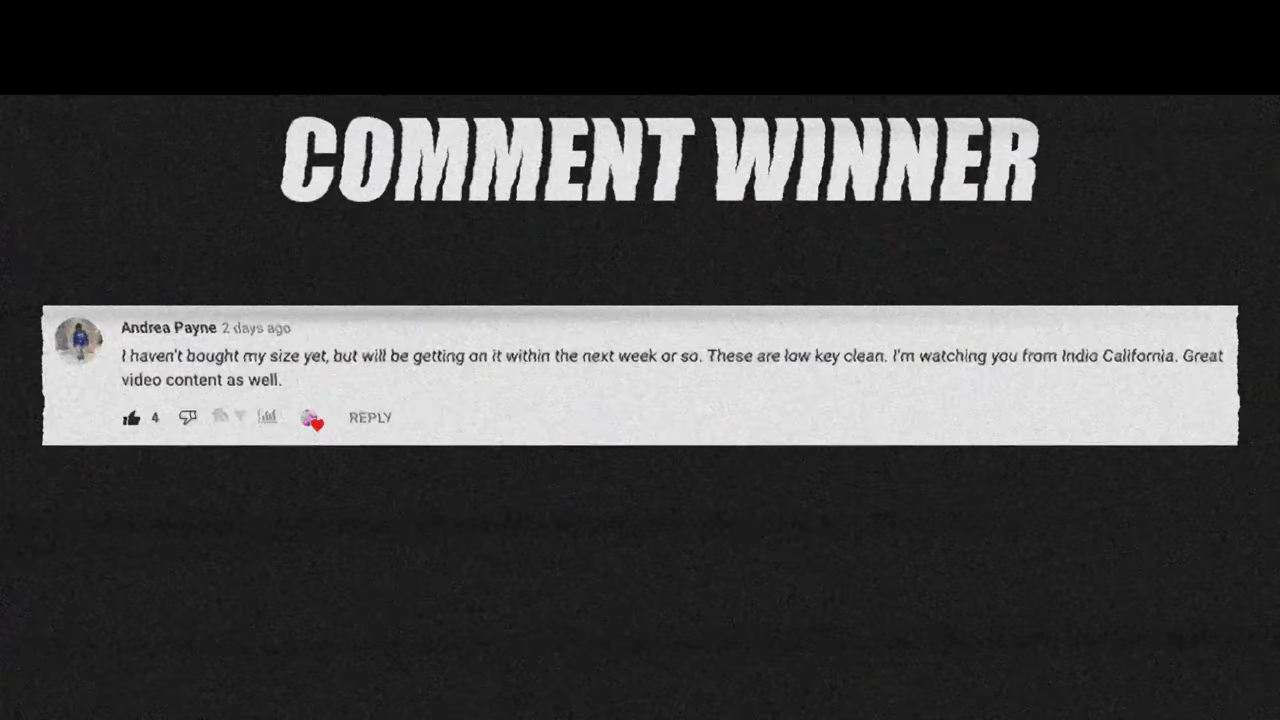 COMMENT WINNER
Andrea Payne 2 days ago
I haven't bought my size yet, but will be getting on it within the next week or so. These are low key clean. I'm watching you from Indio California. Great
video content as well.
4 REPLY